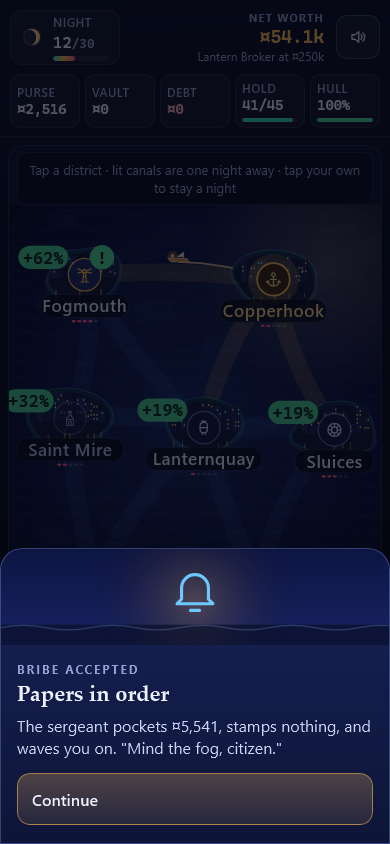 NIGHT
12/30
NET WORTH
¤54.1k
Lantern Broker at ¤250k
PURSE
¤2,516
VAULT
¤0
DEBT
¤0
HOLD
41/45
HULL
100%
Tap a district · lit canals are one night away · tap your own
to stay a night
+62%
!
Fogmouth
Copperhook
+32%
Saint Mire
+19%
Lanternquay
+19%
Sluices
BRIBE ACCEPTED
Papers in order
The sergeant pockets ¤5,541, stamps nothing, and
waves you on. "Mind the fog, citizen."
Continue